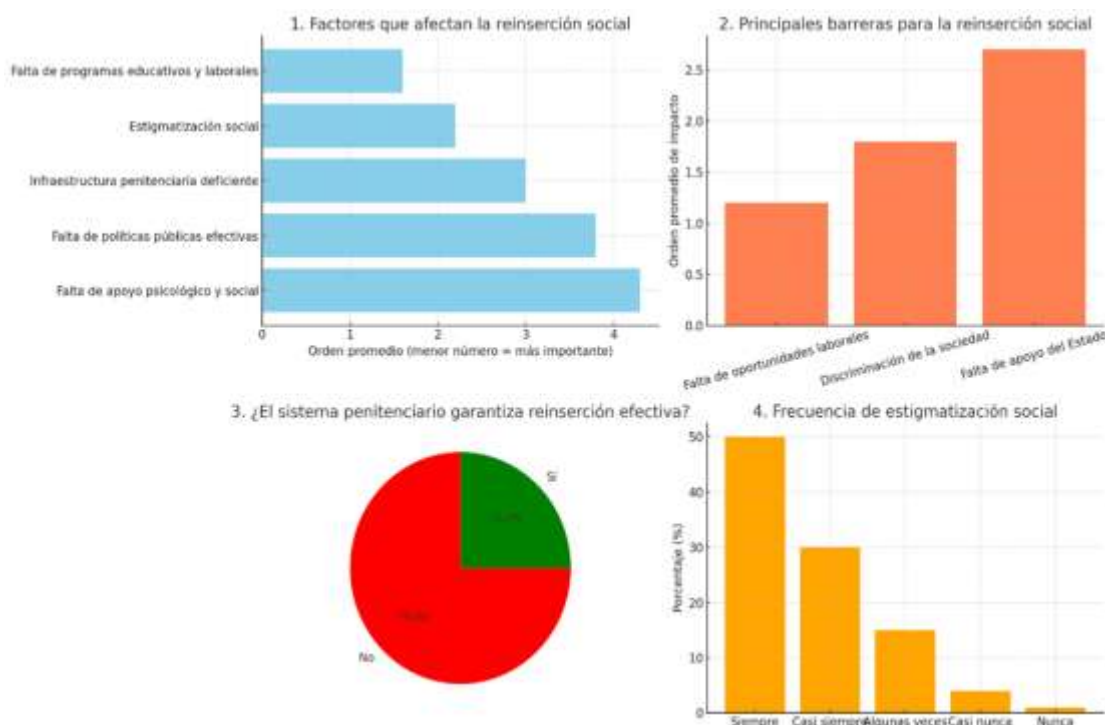 1. Factores que afectan la reinserción social
Falta de programas educativos y laborales
Estigmatización social
Infraestructura penitenciaria deficiente
Falta de políticas públicas efectivas
Falta de apoyo psicológico y social
0 1 2 3 4
Orden promedio (menor número = más importante)
2. Principales barreras para la reinserción social
Orden promedio de impacto
2.5
2.0
1.5
1.0
0.5
0.0
Falta de oportunidades laborales
Discriminación de la sociedad
Falta de apoyo del Estado
3. ¿El sistema penitenciario garantiza reinserción efectiva?
No
4. Frecuencia de estigmatización social
Porcentaje (%)
50
40
30
20
10
0
Siempre Casi siempre Algunas veces Casi nunca Nunca